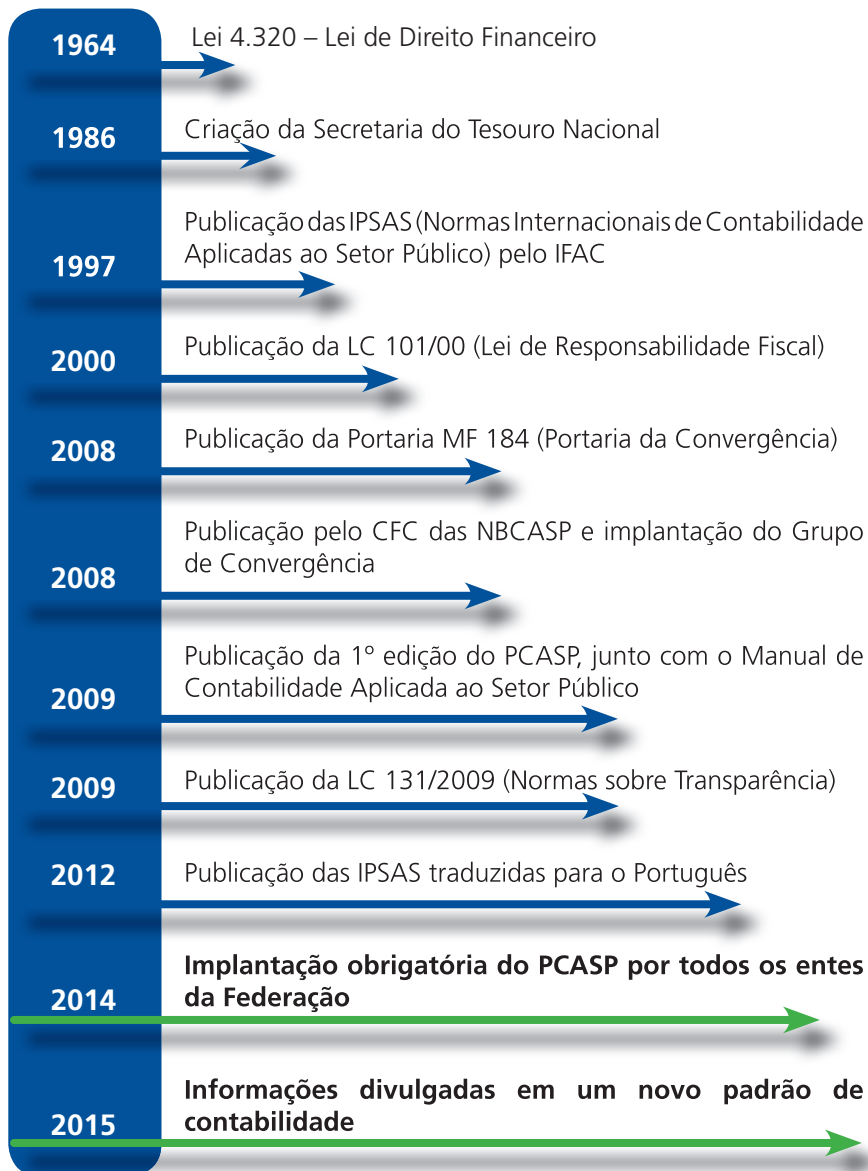 1964
Lei 4.320 – Lei de Direito Financeiro
1986
Criação da Secretaria do Tesouro Nacional
1997
Publicação das IPSAS (Normas Internacionais de Contabilidade
Aplicadas ao Setor Público) pelo IFAC
2000
Publicação da LC 101/00 (Lei de Responsabilidade Fiscal)
2008
Publicação da Portaria MF 184 (Portaria da Convergência)
2008
Publicação pelo CFC das NBCASP e implantação do Grupo
de Convergência
2009
Publicação da 1º edição do PCASP, junto com o Manual de
Contabilidade Aplicada ao Setor Público
2009
Publicação da LC 131/2009 (Normas sobre Transparência)
2012
Publicação das IPSAS traduzidas para o Português
2014
Implantação obrigatória do PCASP por todos os entes
da Federação
2015
Informações divulgadas em um novo padrão de
contabilidade